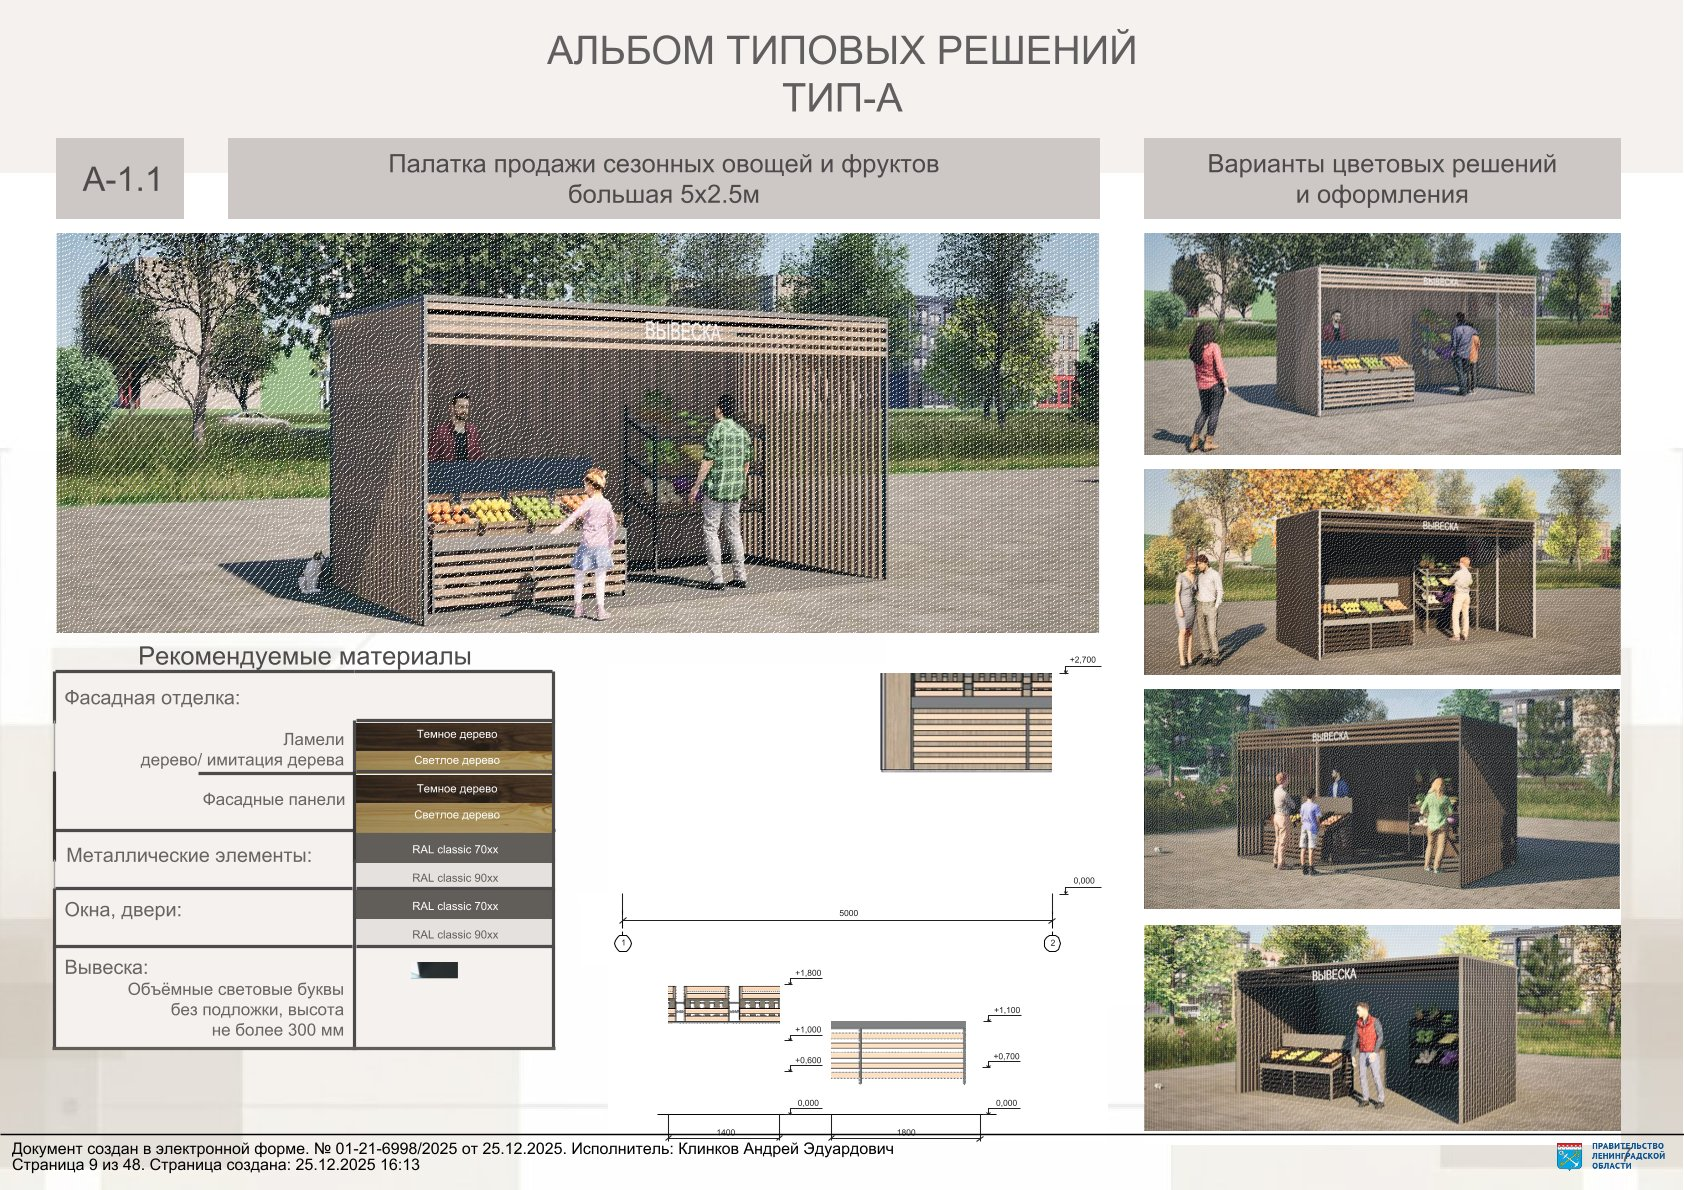 АЛЬБОМ ТИПОВЫХ РЕШЕНИЙ
ТИП-А
А-1.1
Палатка продажи сезонных овощей и фруктов
большая 5х2.5м
Варианты цветовых решений
и оформления
ВЫВЕСКА
ВЫВЕСКА
ВЫВЕСКА
ВЫВЕСКА
ВЫВЕСКА
Рекомендуемые материалы
Фасадная отделка:
Ламели
дерево/ имитация дерева
Темное дерево
Светлое дерево
Фасадные панели
Темное дерево
Светлое дерево
Металлические элементы:
RAL classic 70xx
RAL classic 90xx
Окна, двери:
RAL classic 70xx
RAL classic 90xx
Вывеска:
Объёмные световые буквы
без подложки, высота
не более 300 мм
+2,700
0,000
5000
1
2
+1,800
+1,000
+0,600
0,000
1400
+1,100
+0,700
0,000
1800
Документ создан в электронной форме. № 01-21-6998/2025 от 25.12.2025. Исполнитель: Клинков Андрей Эдуардович
Страница 9 из 48. Страница создана: 25.12.2025 16:13
ПРАВИТЕЛЬСТВО
ЛЕНИНГРАДСКОЙ
ОБЛАСТИ
7